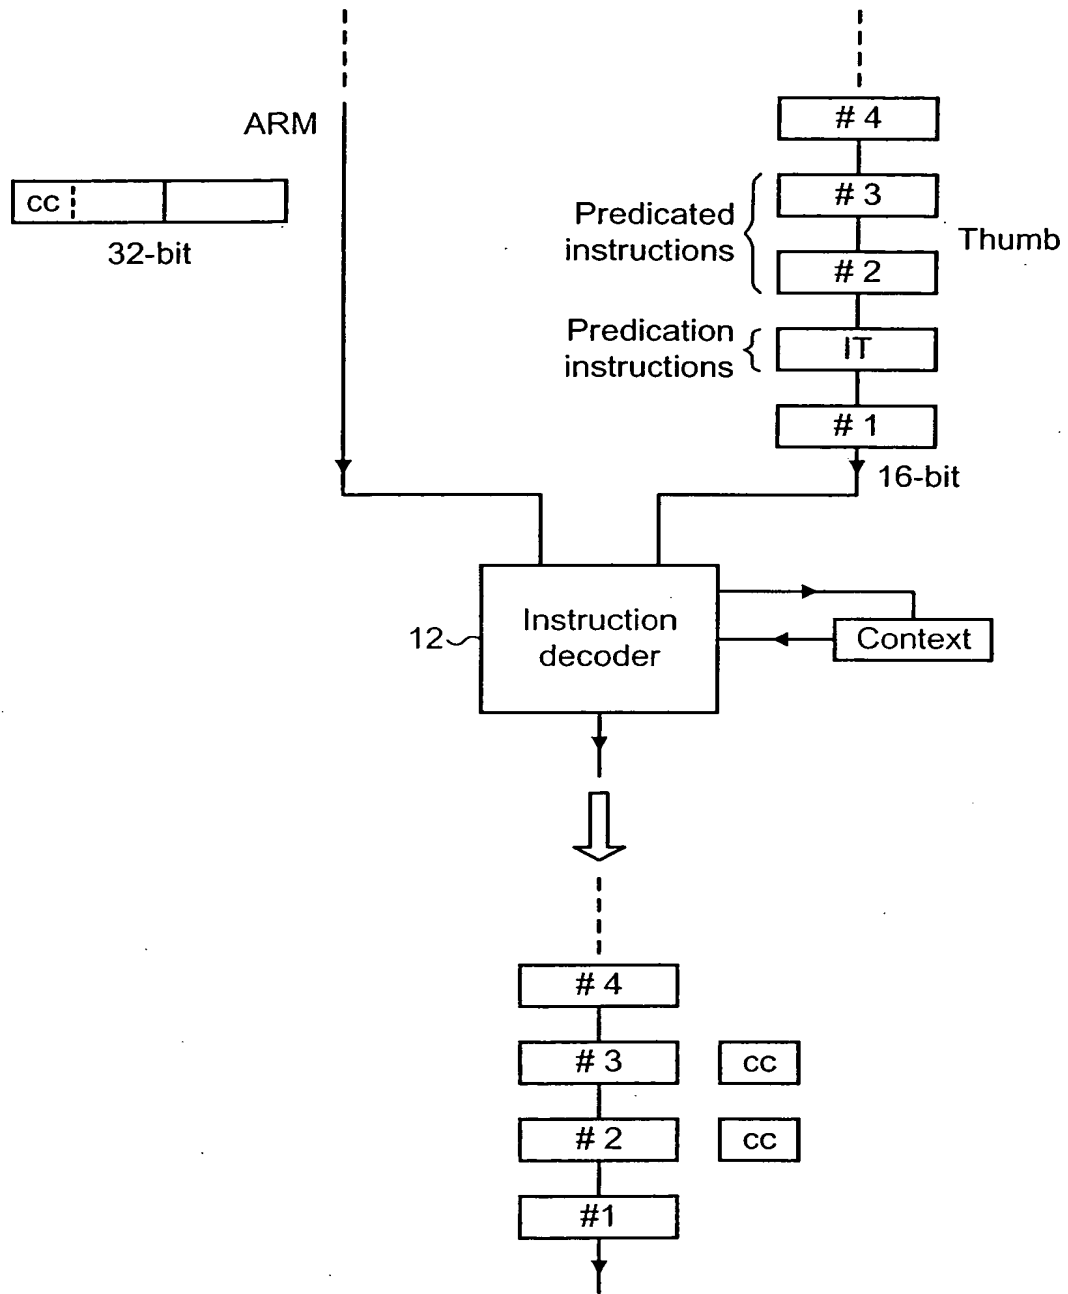 ARM
cc
32-bit
# 4
# 3
Predicated
instructions
Thumb
# 2
Predication
instructions
IT
# 1
16-bit
12
Instruction
decoder
Context
# 4
# 3
cc
# 2
cc
#1